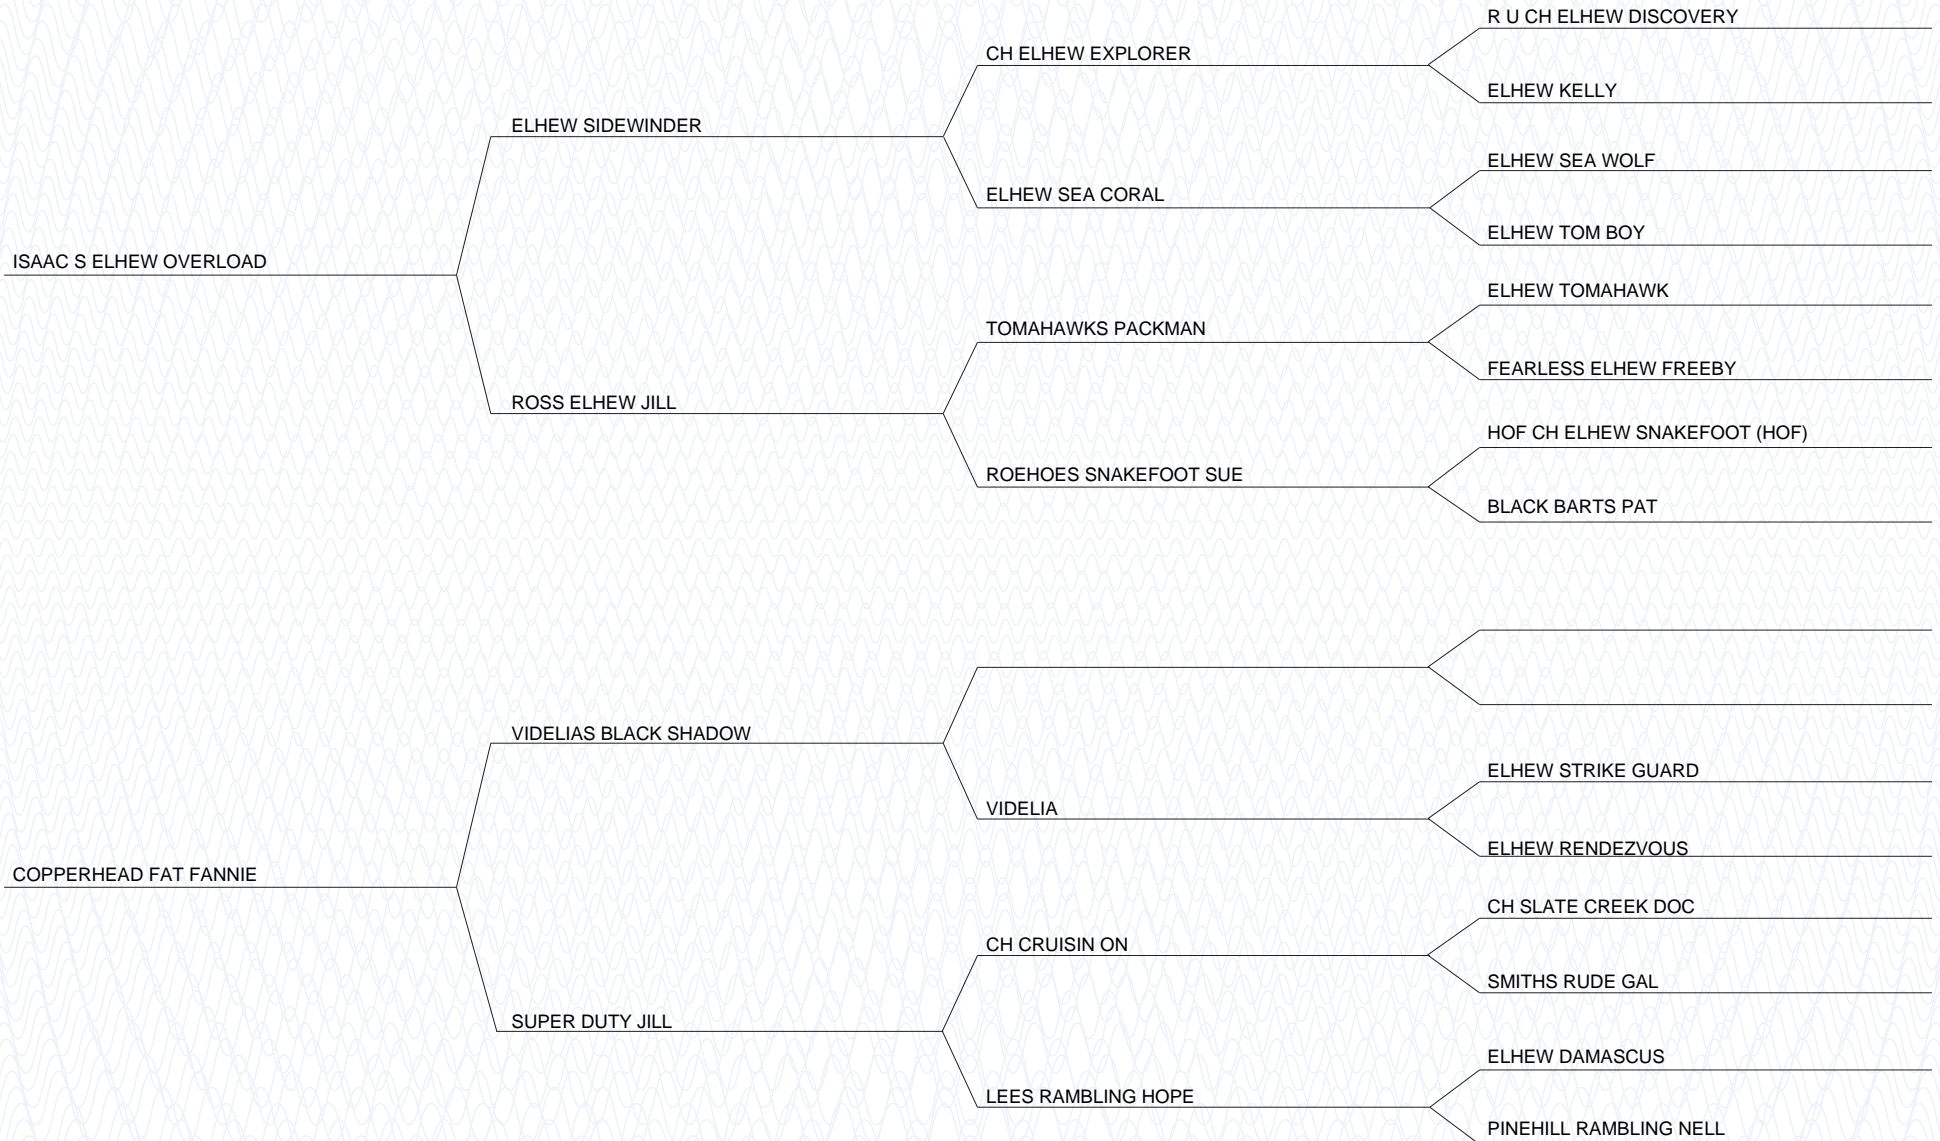 R U CH ELHEW DISCOVERY
CH ELHEW EXPLORER
ELHEW KELLY
ELHEW SIDEWINDER
ELHEW SEA WOLF
ELHEW SEA CORAL
ELHEW TOM BOY
ISAAC S ELHEW OVERLOAD
ELHEW TOMAHAWK
TOMAHAWKS PACKMAN
FEARLESS ELHEW FREEBY
ROSS ELHEW JILL
HOF CH ELHEW SNAKEFOOT (HOF)
ROEHOES SNAKEFOOT SUE
BLACK BARTS PAT
VIDELIAS BLACK SHADOW
ELHEW STRIKE GUARD
VIDELIA
ELHEW RENDEZVOUS
COPPERHEAD FAT FANNIE
CH SLATE CREEK DOC
CH CRUISIN ON
SMITHS RUDE GAL
SUPER DUTY JILL
ELHEW DAMASCUS
LEES RAMBLING HOPE
PINEHILL RAMBLING NELL